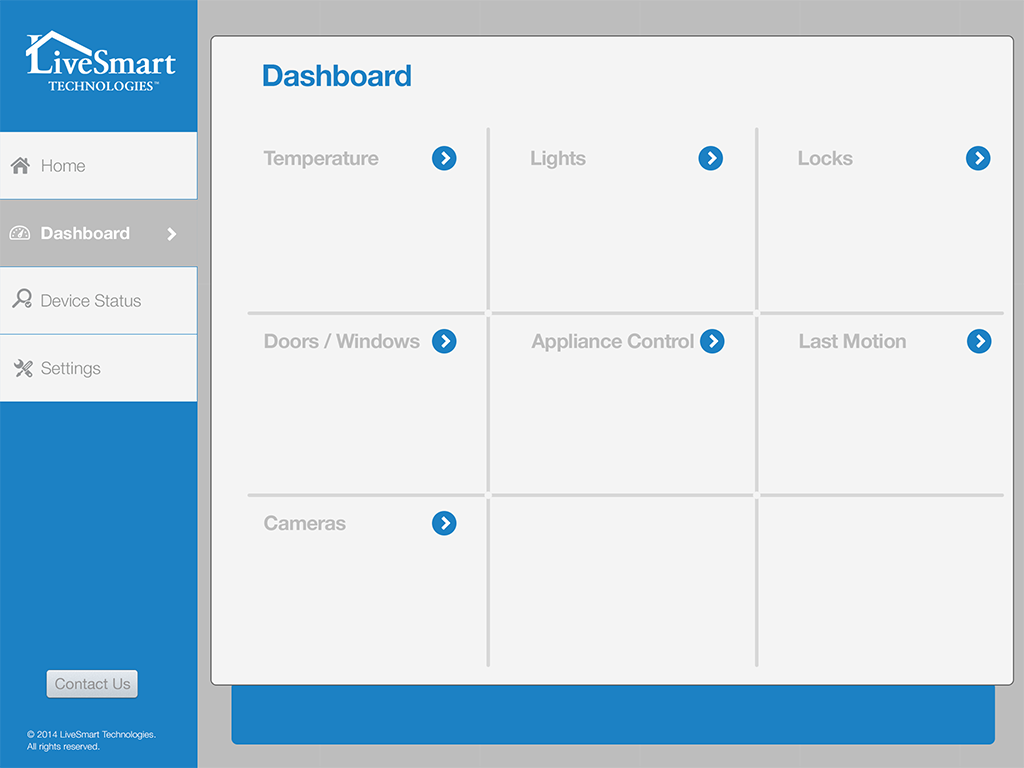 LiveSmart
TECHNOLOGIES™
Home
Dashboard
Device Status
Settings
Contact Us
© 2014 LiveSmart Technologies.
All rights reserved.
Dashboard
Temperature
Lights
Locks
Doors / Windows
Appliance Control
Last Motion
Cameras